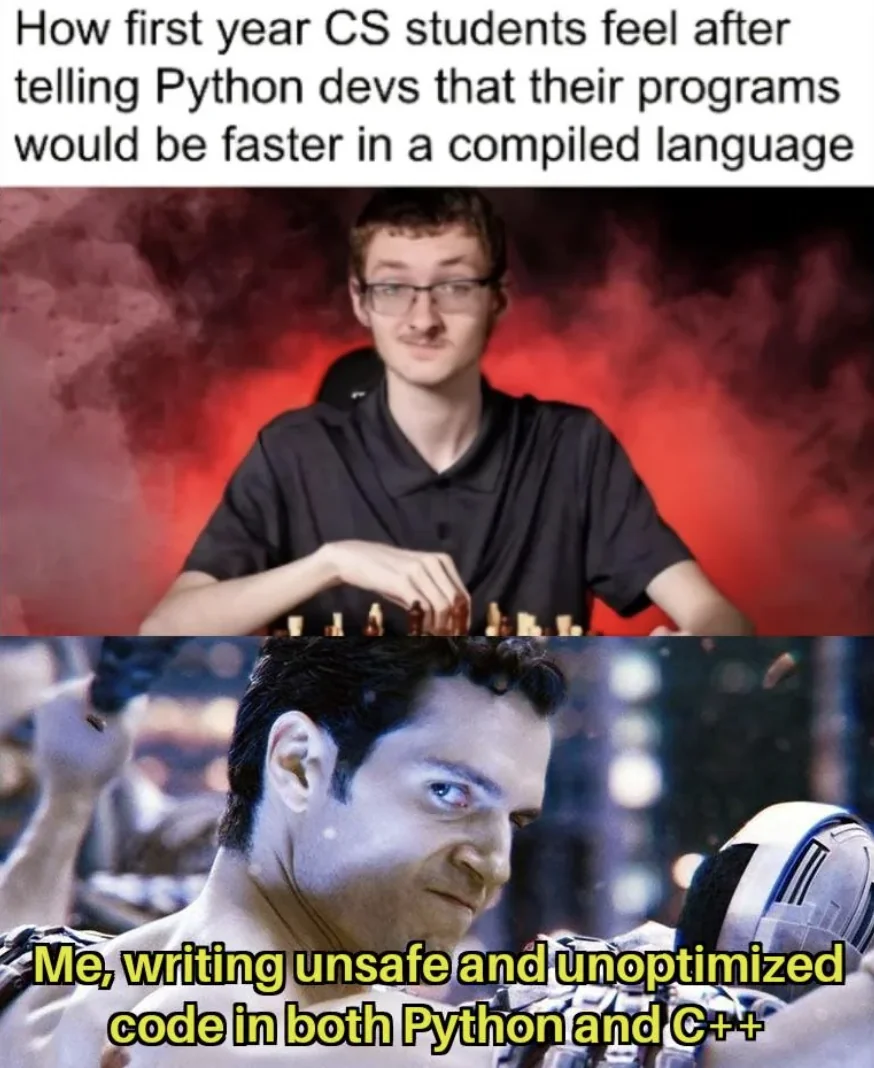 How first year CS students feel after
telling Python devs that their programs
would be faster in a compiled language
Me, writing unsafe and unoptimized
code in both Python and C++